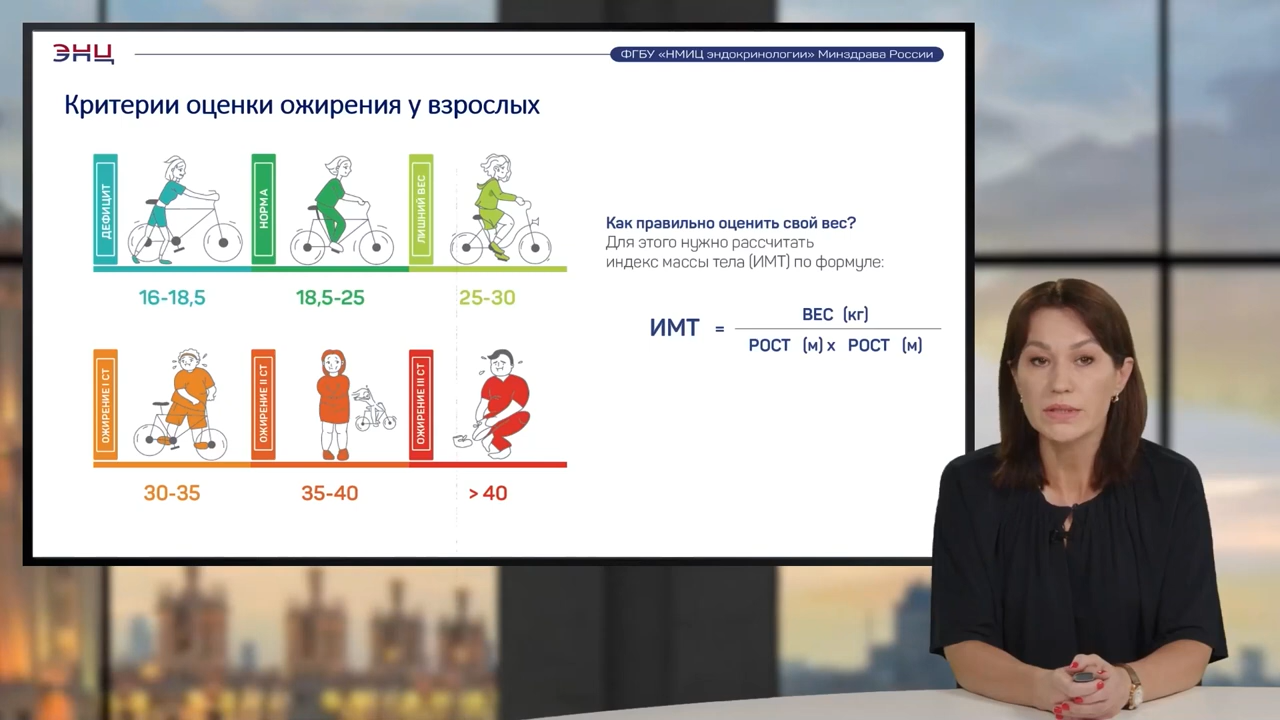 ЭНЦ
ФГБУ «НМИЦ эндокринологии» Минздрава России
Критерии оценки ожирения у взрослых
ДЕФИЦИТ
НОРМА
ЛИШНИЙ ВЕС
16-18,5
18,5-25
25-30
ОЖИРЕНИЕ I СТ
ОЖИРЕНИЕ II СТ
ОЖИРЕНИЕ III СТ
30-35
35-40
> 40
Как правильно оценить свой вес?
Для этого нужно рассчитать
индекс массы тела (ИМТ) по формуле:
ИМТ =
ВЕС (кг)
РОСТ (м) х РОСТ (м)